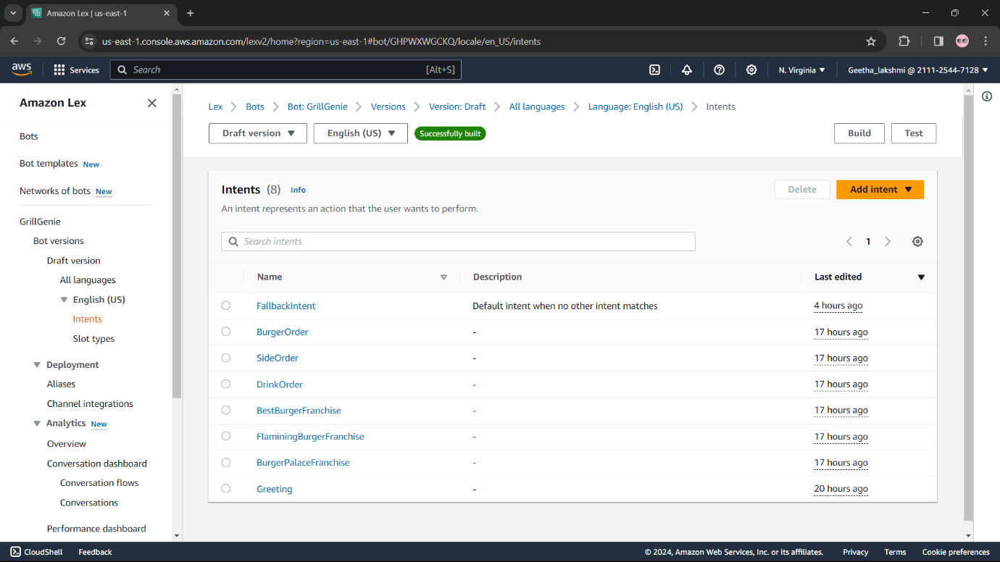 Amazon Lex | us-east-1
us-east-1.console.aws.amazon.com/lexv2/home?region=us-east-1#bot/GHPWXWGCKQ/locale/en_US/intents
aws Services Search [Alt+S] N. Virginia Geetha_lakshmi @ 2111-2544-7128
Amazon Lex
Bots
Bot templates New
Networks of bots New
GrillGenie
Bot versions
Draft version
All languages
English (US)
Intents
Slot types
Deployment
Aliases
Channel integrations
Analytics New
Overview
Conversation dashboard
Conversation flows
Conversations
Performance dashboard
Lex Bots Bot: GrillGenie Versions Version: Draft All languages Language: English (US) Intents
Draft version English (US) Successfully built Build Test
Intents (8) Info Delete Add intent
An intent represents an action that the user wants to perform.
Search intents 1
Name Description Last edited
FallbackIntent Default intent when no other intent matches 4 hours ago
BurgerOrder - 17 hours ago
SideOrder - 17 hours ago
DrinkOrder - 17 hours ago
BestBurgerFranchise - 17 hours ago
FlaminingBurgerFranchise - 17 hours ago
BurgerPalaceFranchise - 17 hours ago
Greeting - 20 hours ago
CloudShell Feedback © 2024, Amazon Web Services, Inc. or its affiliates. Privacy Terms Cookie preferences